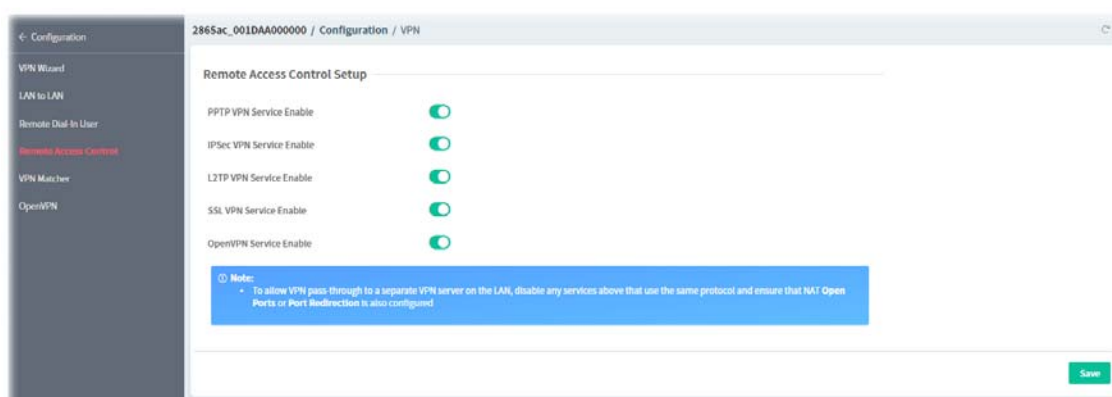 ← Configuration
2865ac_001DAA000000 / Configuration / VPN
VPN Wizard
LAN to LAN
Remote Dial-In User
Remote Access Control
VPN Matcher
OpenVPN
Remote Access Control Setup
PPTP VPN Service Enable
IPSec VPN Service Enable
L2TP VPN Service Enable
SSL VPN Service Enable
OpenVPN Service Enable
Note:
• To allow VPN pass-through to a separate VPN server on the LAN, disable any services above that use the same protocol and ensure that NAT Open
Ports or Port Redirection is also configured
Save